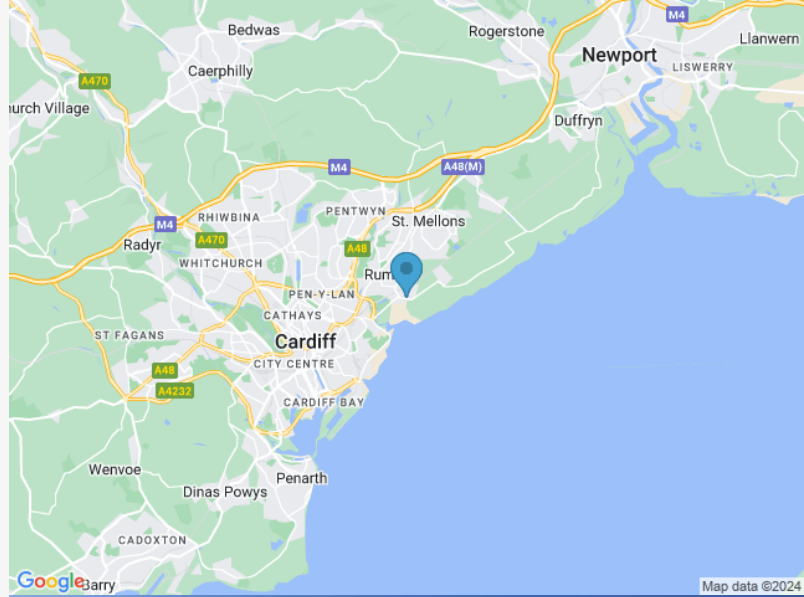 M4
Bedwas
Rogerstone
Llanwern
Newport
Caerphilly
LISWERRY
A470
hurch Village
Duffryn
M4
A48(M)
RHIWBINA
PENTWYN
St. Mellons
M4
A470
A48
Radyr
WHITCHURCH
Rum
PEN-Y-LAN
CATHAYS
ST FAGANS
Cardiff
CITY CENTRE
A48
A4232
CARDIFF BAY
Wenvoe
Penarth
Dinas Powys
CADOXTON
Google
Barry
Map data ©2024